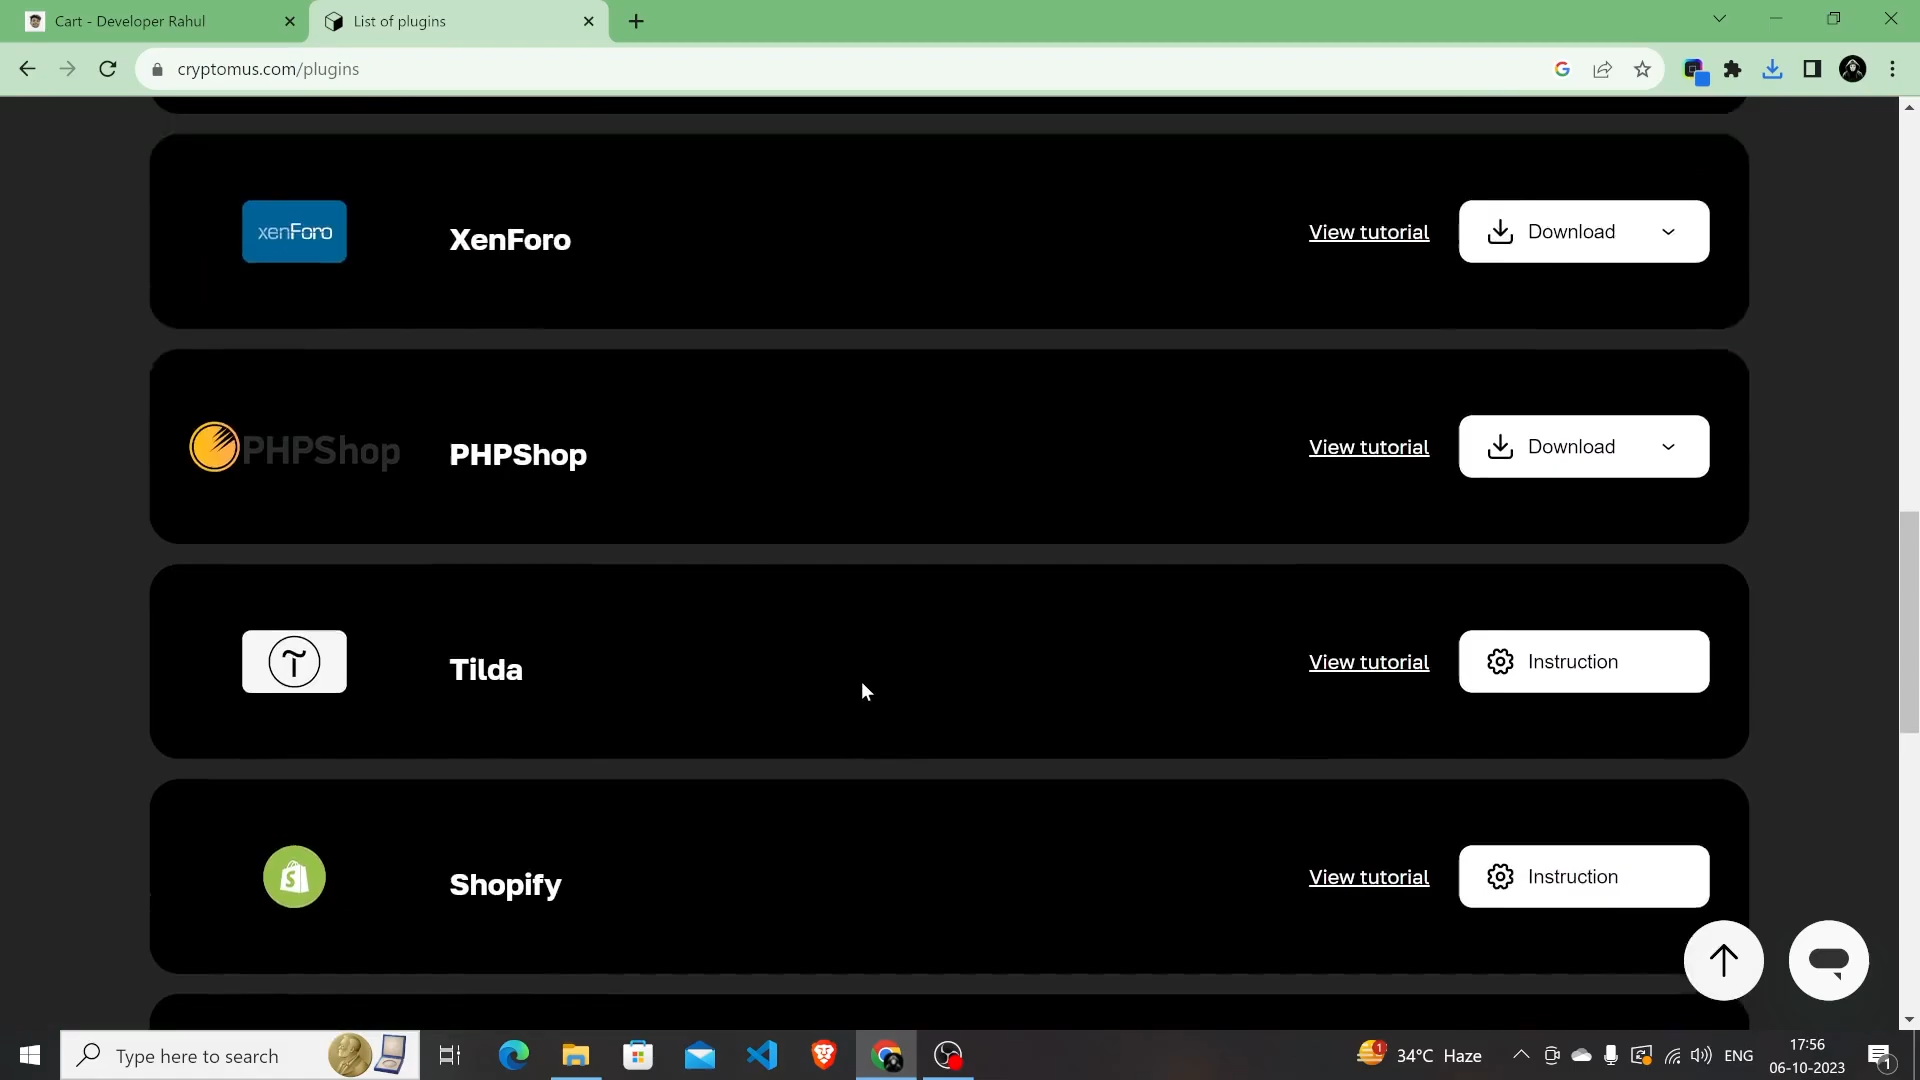 Cart - Developer Rahul
List of plugins
cryptomus.com/plugins
xenForo
XenForo
View tutorial
Download
PHPShop
PHPShop
View tutorial
Download
Tilda
View tutorial
Instruction
Shopify
View tutorial
Instruction
Type here to search
1
34°C Haze
ENG
17:56
06-10-2023
1